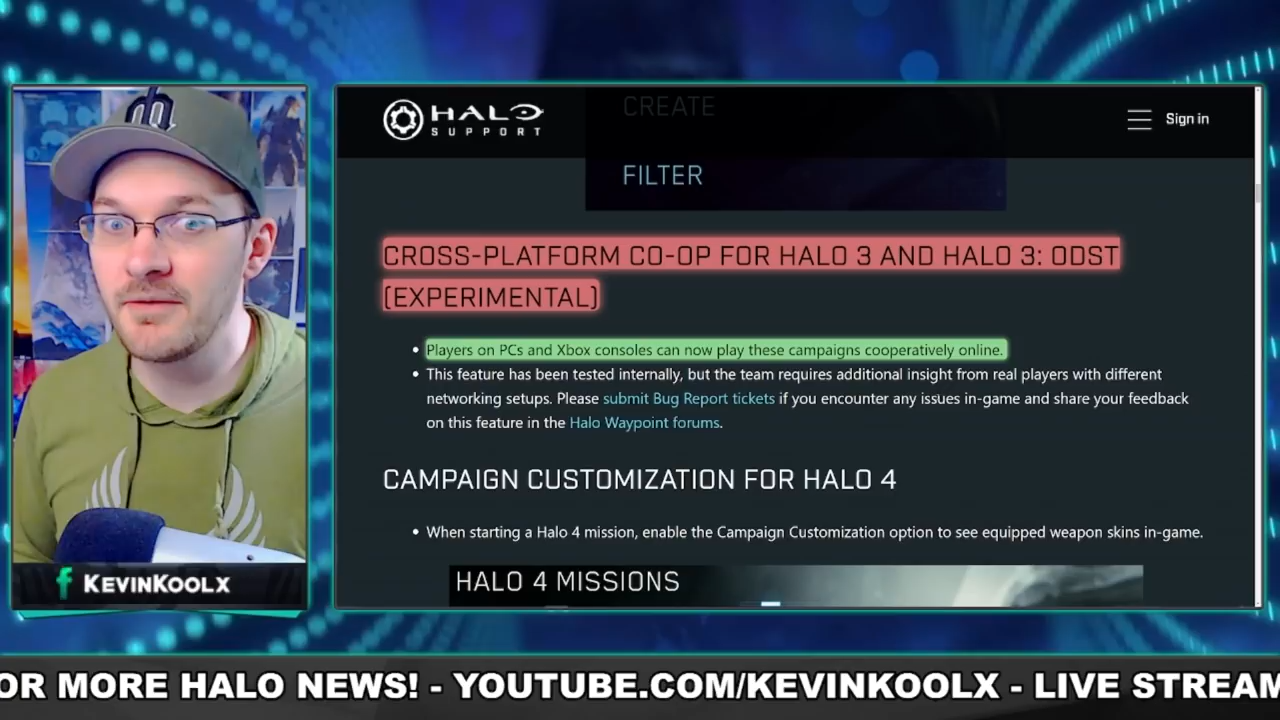 HALO
SUPPORT
CREATE
Sign in
FILTER
CROSS-PLATFORM CO-OP FOR HALO 3 AND HALO 3: ODST
(EXPERIMENTAL)
• Players on PCs and Xbox consoles can now play these campaigns cooperatively online.
• This feature has been tested internally, but the team requires additional insight from real players with different
networking setups. Please submit Bug Report tickets if you encounter any issues in-game and share your feedback
on this feature in the Halo Waypoint forums.
CAMPAIGN CUSTOMIZATION FOR HALO 4
• When starting a Halo 4 mission, enable the Campaign Customization option to see equipped weapon skins in-game.
HALO 4 MISSIONS
f KEVINKOOLX
OR MORE HALO NEWS! - YOUTUBE.COM/KEVINKOOLX - LIVE STREAM